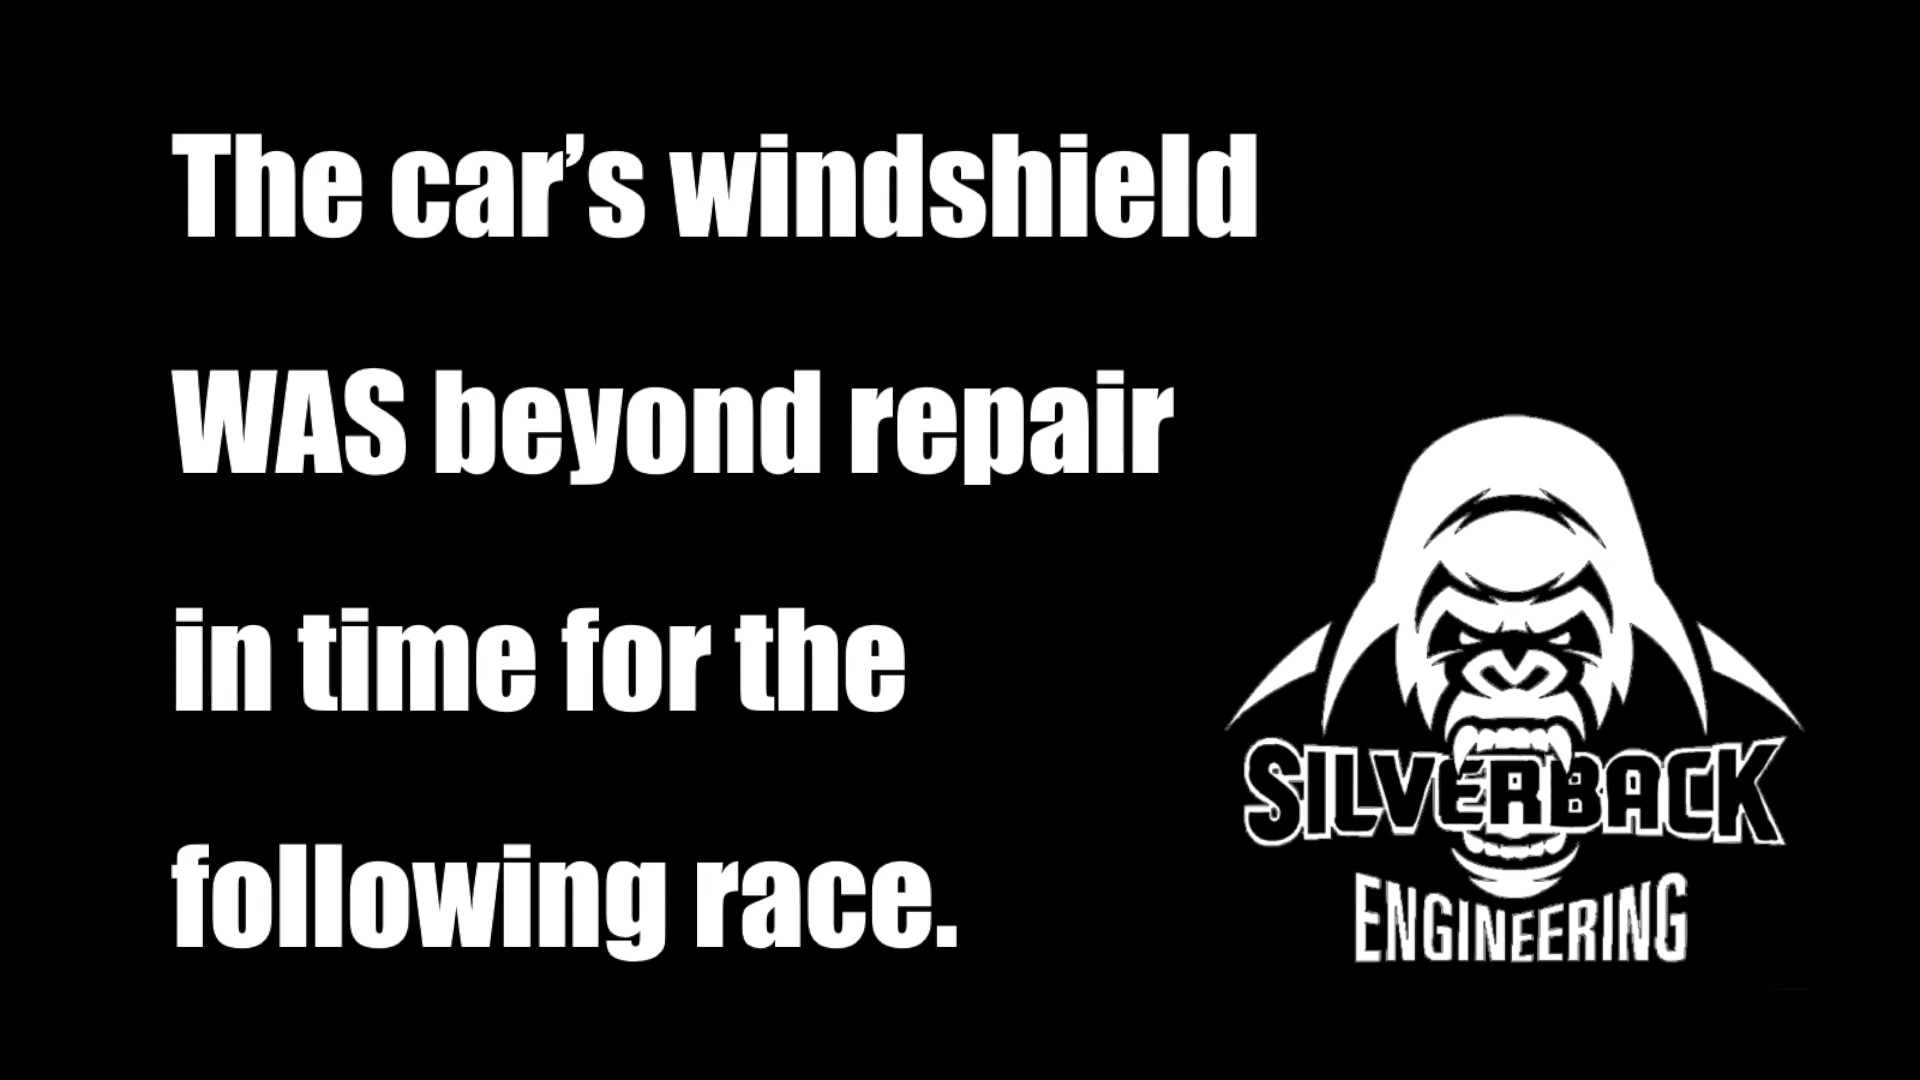 The car’s windshield
WAS beyond repair
in time for the
following race.
SILVERBACK
ENGINEERING